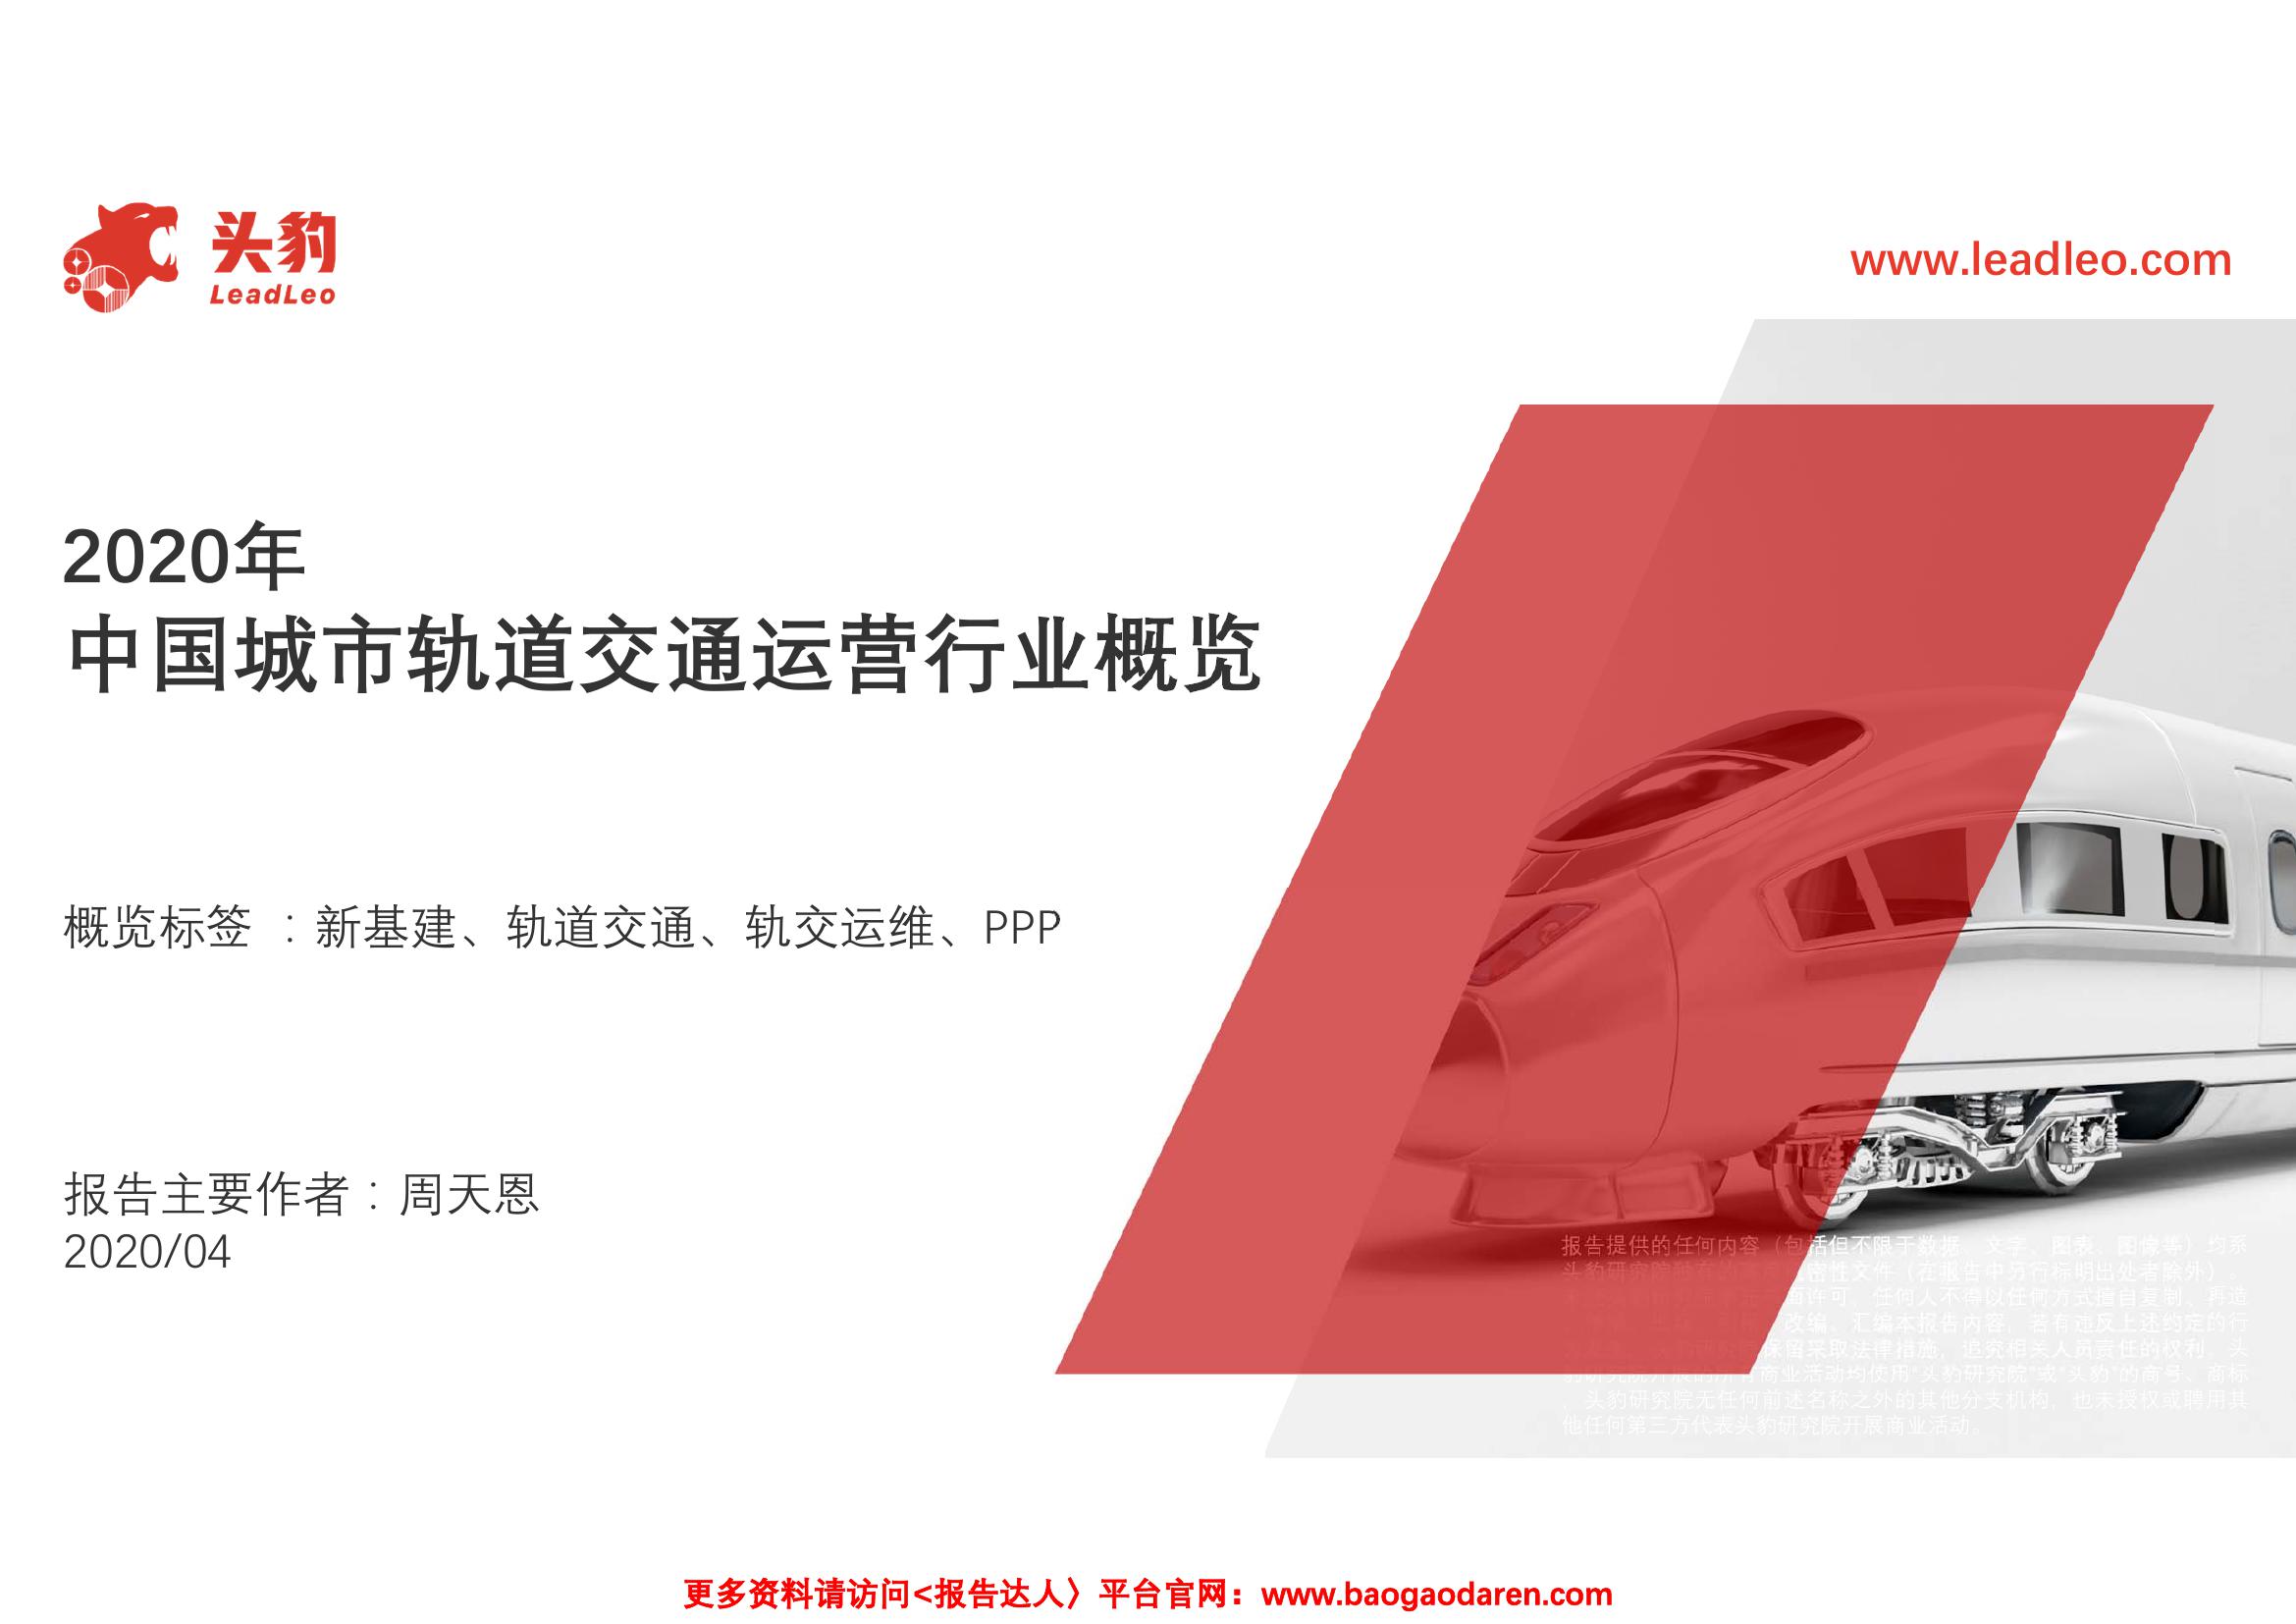 头豹
LeadLeo
www.leadleo.com
2020年
中国城市轨道交通运营行业概览
概览标签 ：新基建、轨道交通、轨交运维、PPP
报告主要作者：周天恩
2020/04
报告提供的任何内容（包括但不限于数据、文字、图表、图像等）均系
头豹研究院独有的高度机密性文件（在报告中另行标明出处者除外）
许可，任何人不得以任何方式擅自复制、再造
改编、汇编本报告内容，若有违反上述约定的行
保留采取法律措施，追究相关人员责任的权利。头
豹研究院开展的所有商业活动均使用“头豹研究院”或“头豹”的商号、商标
，头豹研究院无任何前述名称之外的其他分支机构，也未授权或聘用其
他任何第三方代表头豹研究院开展商业活动。
更多资料请访问<报告达人〉平台官网：www.baogaodaren.com